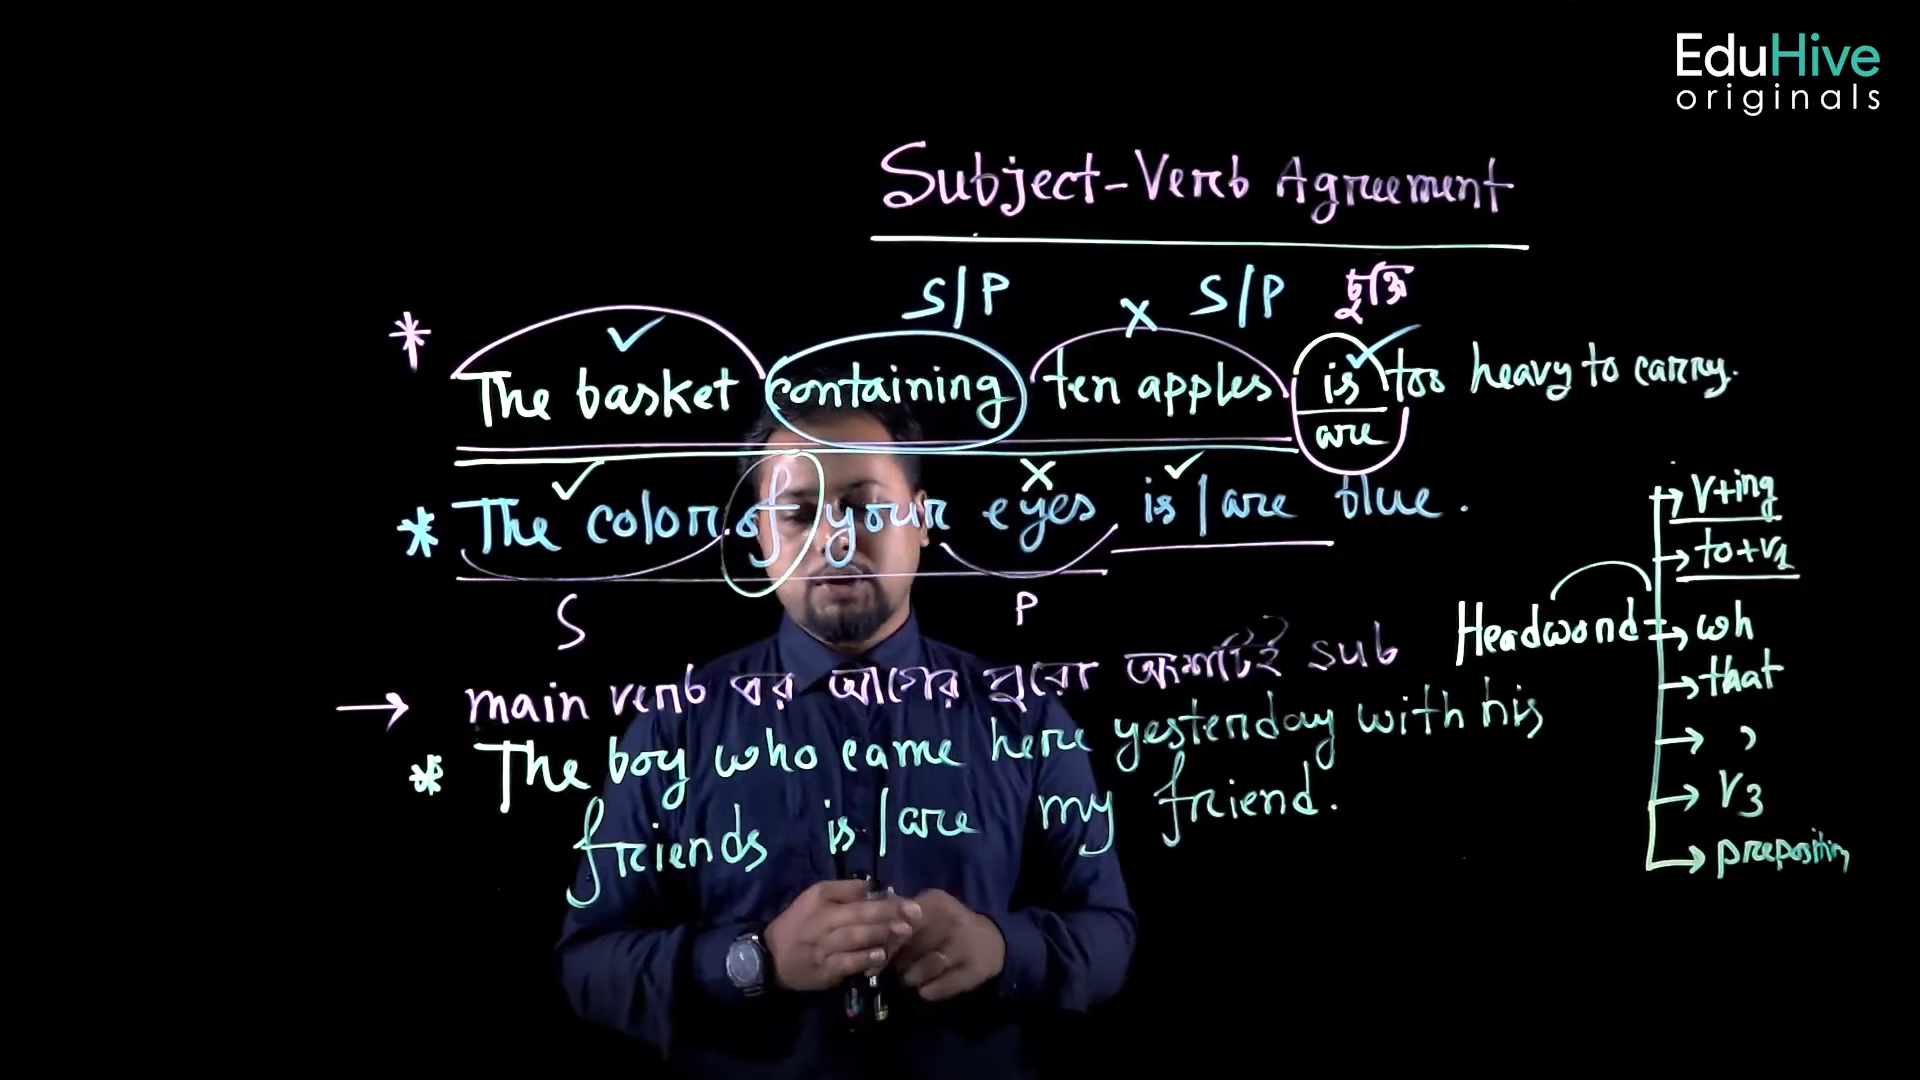 EduHive
originals
Subject-Verb Agreement
S/P x S/P
* The basket containing ten apples is too heavy to carry.
are
x
* The color of your eyes is/are blue.
S P
→ main verb এর আগের পুরো অংশটিই sub
* The boy who came here yesterday with his
friends is/are my friend.
Headword
→ V+ing
→ to+V1
→ wh
→ that
→ ,
→ V3
→ preposition